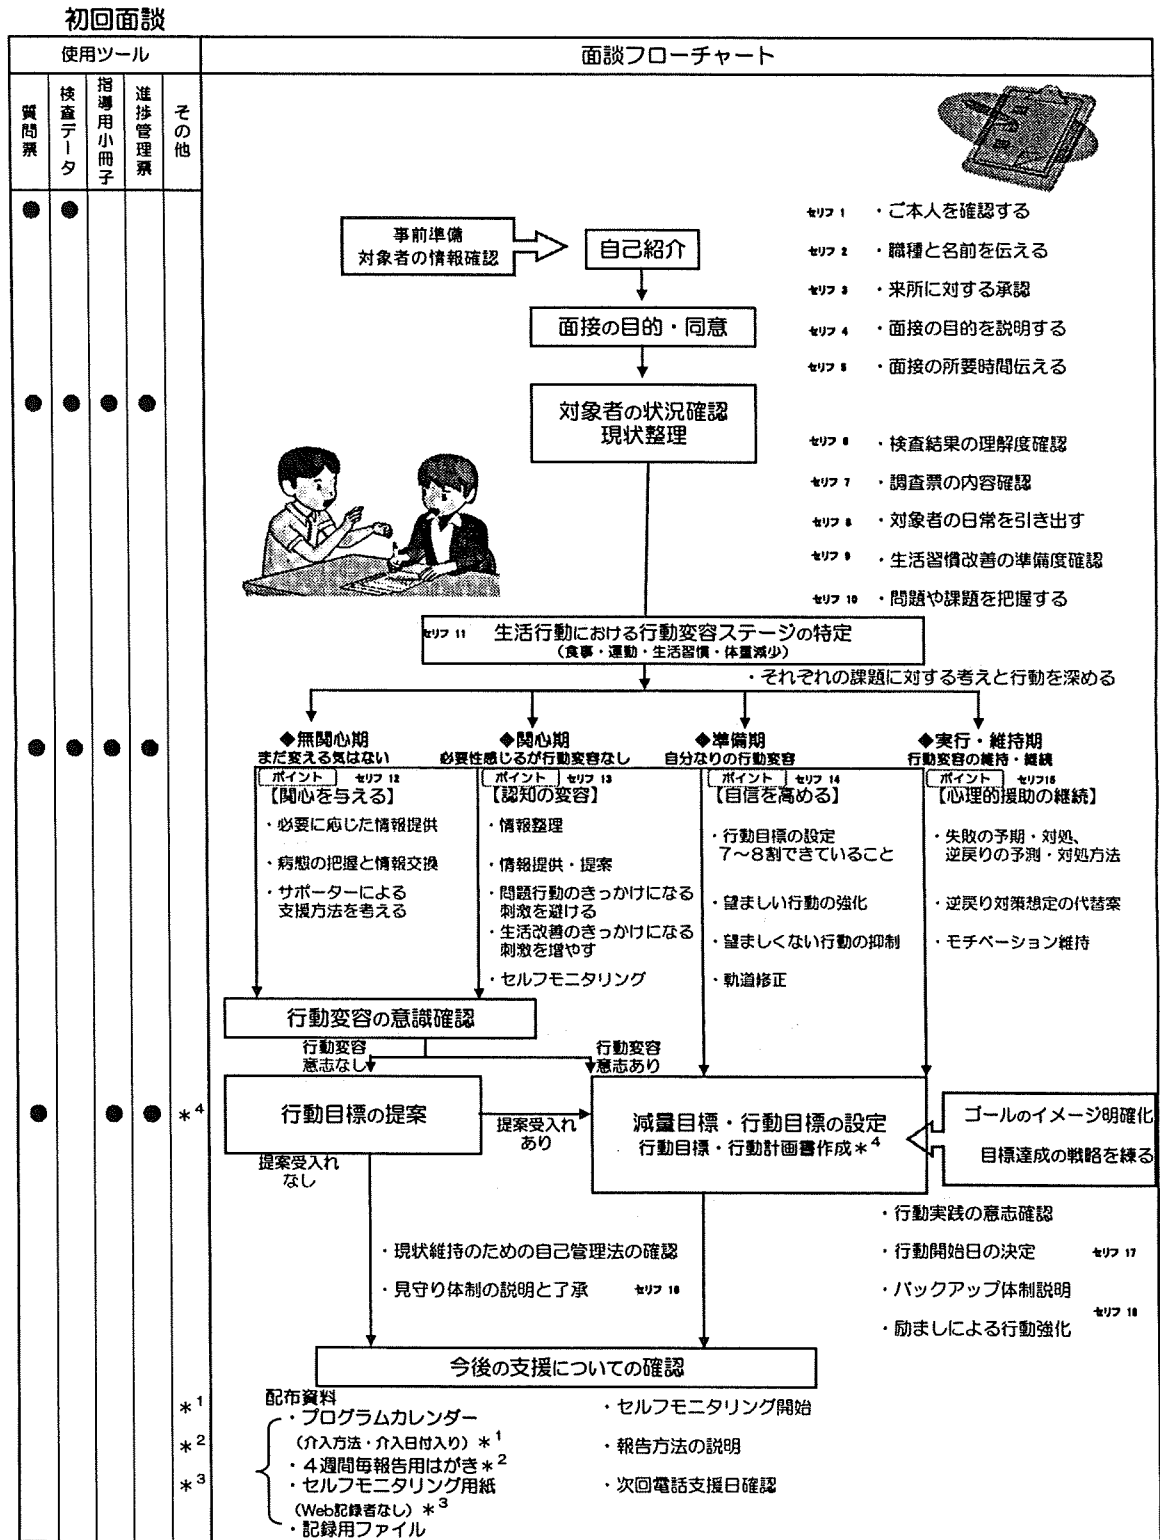 初回面談
使用ツール
面談フローチャート
質問票
検査データ
指導用小冊子
進捗管理票
その他
事前準備
対象者の情報確認
自己紹介
セリフ 1 ・ご本人を確認する
セリフ 2 ・職種と名前を伝える
セリフ 3 ・来所に対する承認
面接の目的・同意
セリフ 4 ・面接の目的を説明する
セリフ 5 ・面接の所要時間伝える
対象者の状況確認
現状整理
セリフ 6 ・検査結果の理解度確認
セリフ 7 ・調査票の内容確認
セリフ 8 ・対象者の日常を引き出す
セリフ 9 ・生活習慣改善の準備度確認
セリフ 10 ・問題や課題を把握する
セリフ 11 生活行動における行動変容ステージの特定
(食事・運動・生活習慣・体重減少)
・それぞれの課題に対する考えと行動を深める
◆無関心期
まだ変える気はない
ポイント セリフ 12
【関心を与える】
・必要に応じた情報提供
・病態の把握と情報交換
・サポーターによる
支援方法を考える
◆関心期
必要性感じるが行動変容なし
ポイント セリフ 13
【認知の変容】
・情報整理
・情報提供・提案
・問題行動のきっかけになる
刺激を避ける
・生活改善のきっかけになる
刺激を増やす
・セルフモニタリング
◆準備期
自分なりの行動変容
ポイント セリフ 14
【自信を高める】
・行動目標の設定
7～8割できていること
・望ましい行動の強化
・望ましくない行動の抑制
・軌道修正
◆実行・維持期
行動変容の維持・継続
ポイント セリフ15
【心理的援助の継続】
・失敗の予期・対処、
逆戻りの予測・対処方法
・逆戻り対策想定の代替案
・モチベーション維持
行動変容の意識確認
行動変容
意志なし
行動変容
意志あり
＊4
行動目標の提案
提案受入れ
あり
提案受入れ
なし
減量目標・行動目標の設定
行動目標・行動計画書作成＊4
ゴールのイメージ明確化
目標達成の戦略を練る
・現状維持のための自己管理法の確認
・見守り体制の説明と了承 セリフ 16
・行動実践の意志確認
・行動開始日の決定 セリフ 17
・バックアップ体制説明
セリフ 18
・励ましによる行動強化
今後の支援についての確認
＊1
＊2
＊3
配布資料
・プログラムカレンダー
(介入方法・介入日付入り)＊1
・4週間毎報告用はがき＊2
・セルフモニタリング用紙
(Web記録者なし)＊3
・記録用ファイル
・セルフモニタリング開始
・報告方法の説明
・次回電話支援日確認